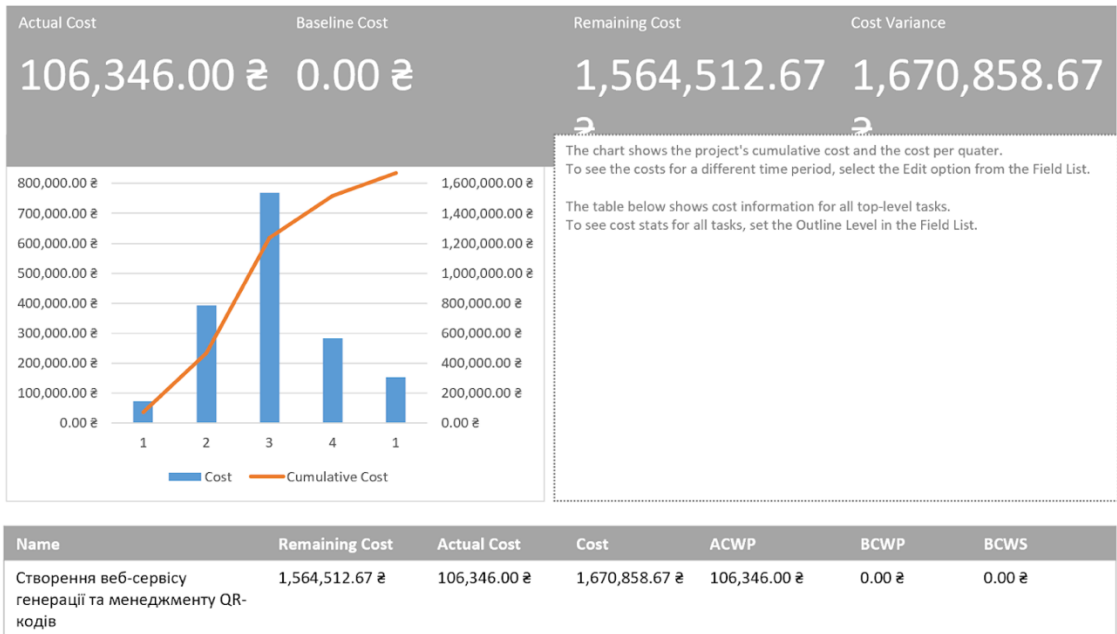 Actual Cost Baseline Cost Remaining Cost Cost Variance
106,346.00 ₴ 0.00 ₴ 1,564,512.67 1,670,858.67
₴ ₴
The chart shows the project's cumulative cost and the cost per quater.
To see the costs for a different time period, select the Edit option from the Field List.
The table below shows cost information for all top-level tasks.
To see cost stats for all tasks, set the Outline Level in the Field List.
800,000.00 ₴ 1,600,000.00 ₴
700,000.00 ₴ 1,400,000.00 ₴
600,000.00 ₴ 1,200,000.00 ₴
500,000.00 ₴ 1,000,000.00 ₴
400,000.00 ₴ 800,000.00 ₴
300,000.00 ₴ 600,000.00 ₴
200,000.00 ₴ 400,000.00 ₴
100,000.00 ₴ 200,000.00 ₴
0.00 ₴ 0.00 ₴
1 2 3 4 1
Cost Cumulative Cost
Name Remaining Cost Actual Cost Cost ACWP BCWP BCWS
Створення веб-сервісу 1,564,512.67 ₴ 106,346.00 ₴ 1,670,858.67 ₴ 106,346.00 ₴ 0.00 ₴ 0.00 ₴
генерації та менеджменту QR-
кодів